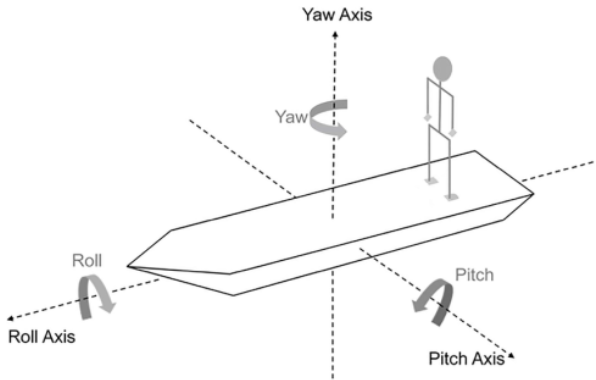 Yaw Axis
Yaw
Roll
Pitch
Roll Axis
Pitch Axis